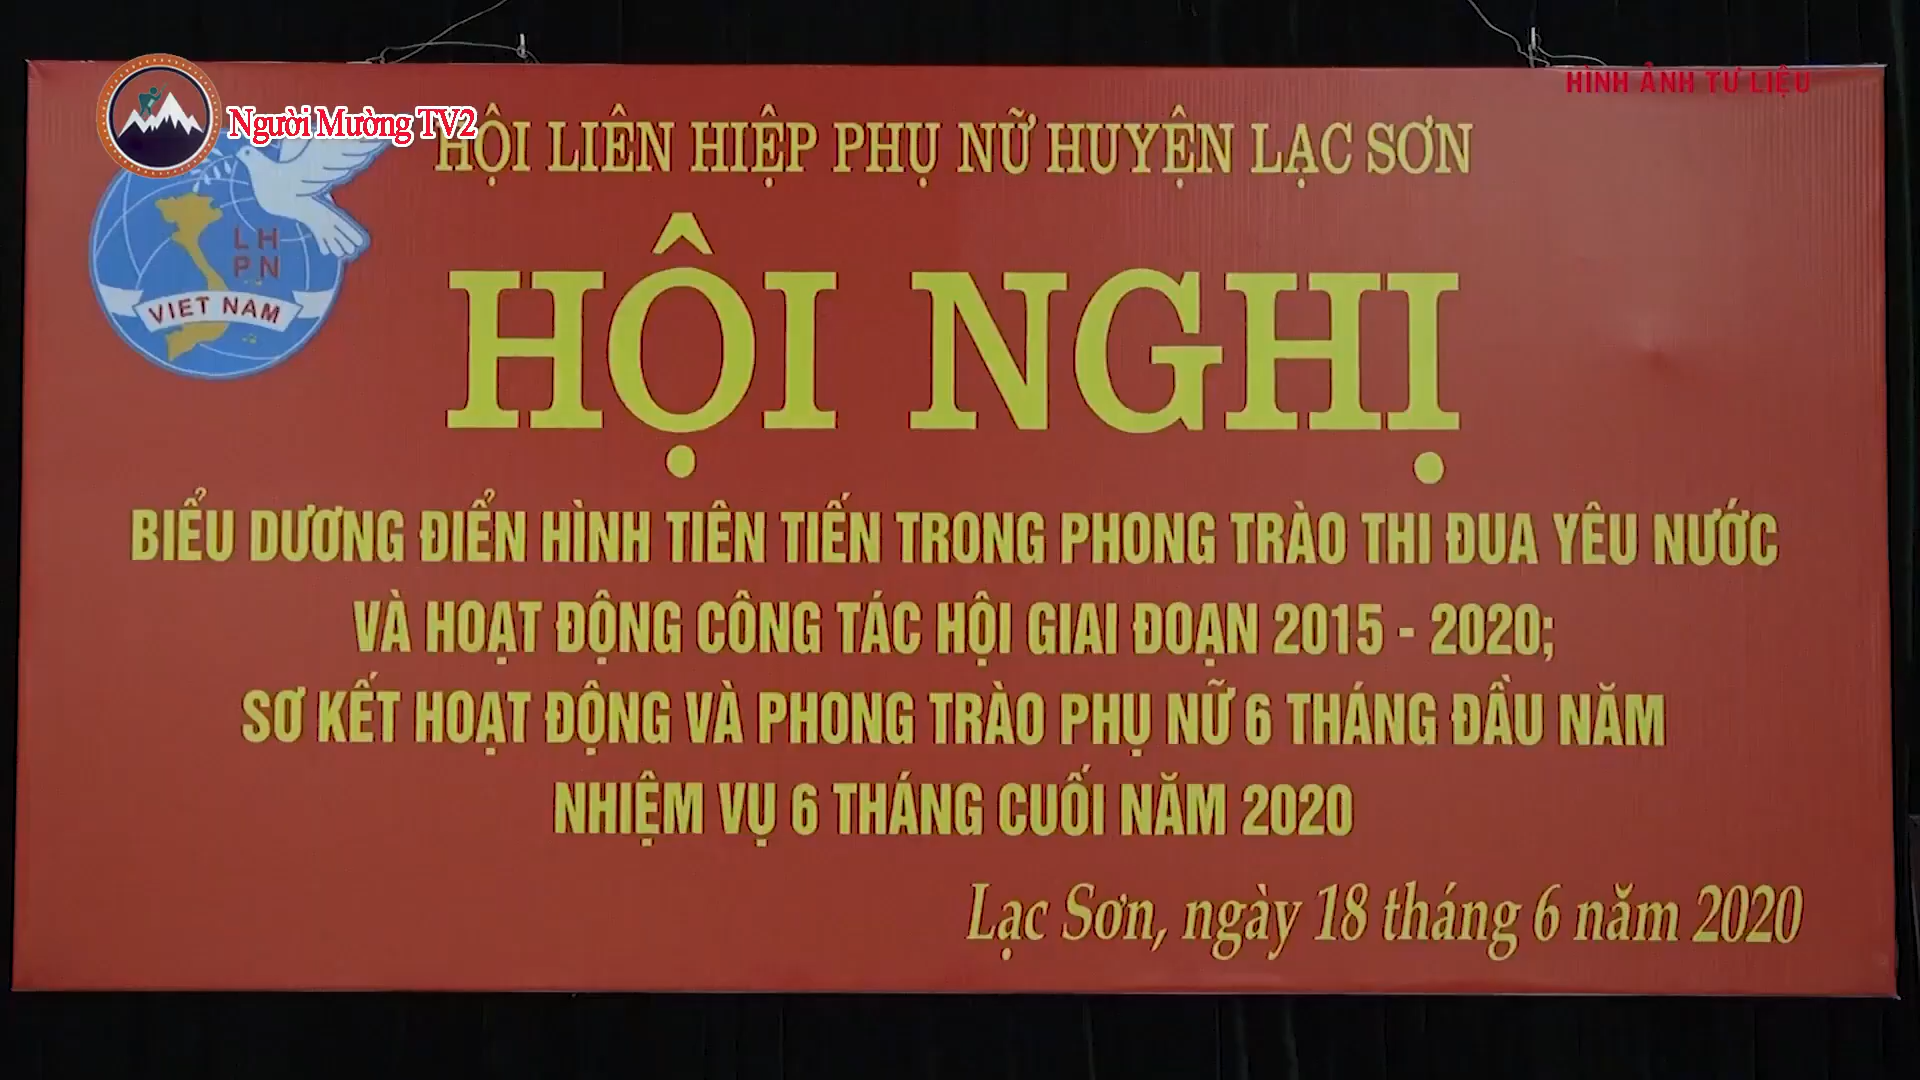 HÌNH ẢNH TƯ LIỆU
Người Mường TV2
HỘI LIÊN HIỆP PHỤ NỮ HUYỆN LẠC SƠN
LH
PN
VIET NAM
HỘI NGHỊ
BIỂU DƯƠNG ĐIỂN HÌNH TIÊN TIẾN TRONG PHONG TRÀO THI ĐUA YÊU NƯỚC
VÀ HOẠT ĐỘNG CÔNG TÁC HỘI GIAI ĐOẠN 2015 - 2020;
SƠ KẾT HOẠT ĐỘNG VÀ PHONG TRÀO PHỤ NỮ 6 THÁNG ĐẦU NĂM
NHIỆM VỤ 6 THÁNG CUỐI NĂM 2020
Lạc Sơn, ngày 18 tháng 6 năm 2020